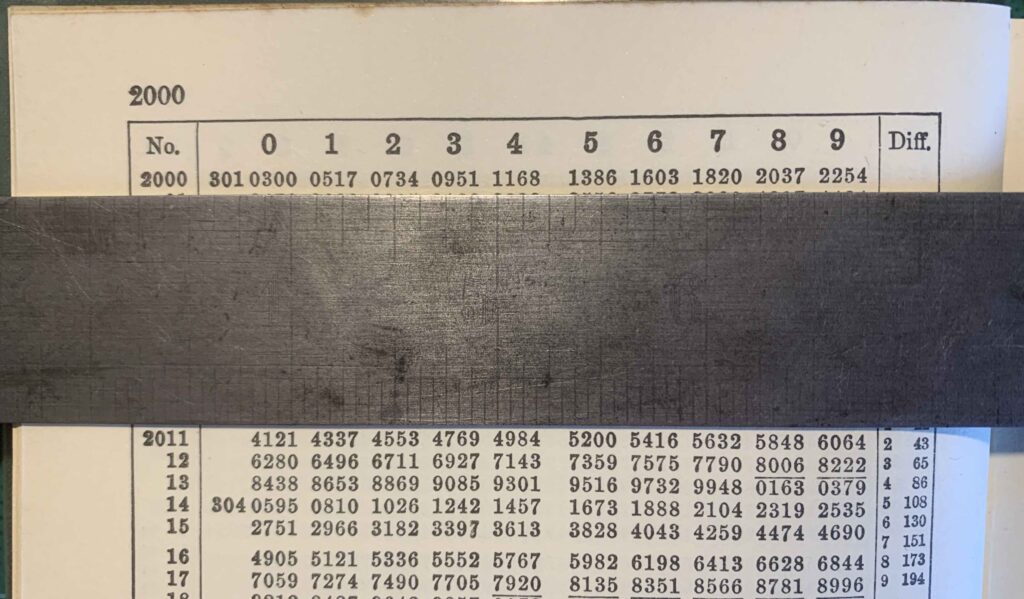 2000
No. 0 1 2 3 4 5 6 7 8 9 Diff.
2000 301 0300 0517 0734 0951 1168 1386 1603 1820 2037 2254
2011 4121 4337 4553 4769 4984 5200 5416 5632 5848 6064 2 43
12 6280 6496 6711 6927 7143 7359 7575 7790 8006 8222 3 65
13 8438 8653 8869 9085 9301 9516 9732 9948 0163 0379 4 86
14 304 0595 0810 1026 1242 1457 1673 1888 2104 2319 2535 5 108
15 2751 2966 3182 3397 3613 3828 4043 4259 4474 4690 6 130
7 151
16 4905 5121 5336 5552 5767 5982 6198 6413 6628 6844 8 173
17 7059 7274 7490 7705 7920 8135 8351 8566 8781 8996 9 194